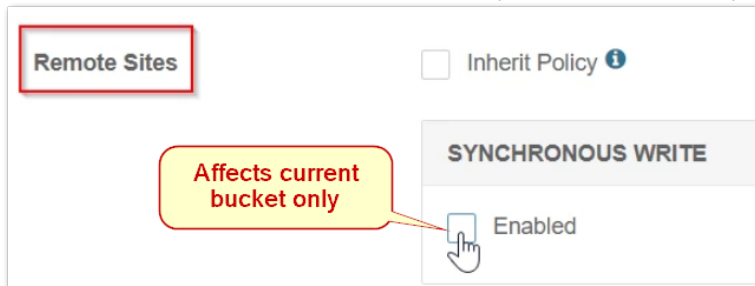 Remote Sites
Inherit Policy
SYNCHRONOUS WRITE
Affects current
bucket only
Enabled